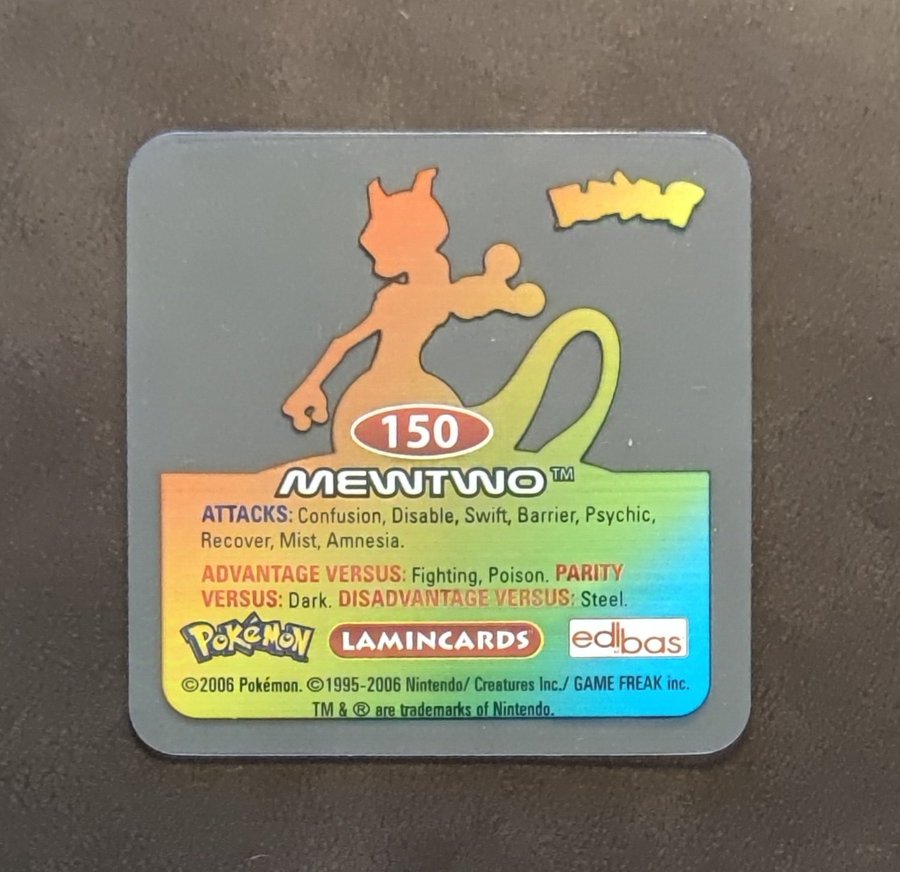 150
MEWTWO™
ATTACKS: Confusion, Disable, Swift, Barrier, Psychic,
Recover, Mist, Amnesia.
ADVANTAGE VERSUS: Fighting, Poison. PARITY
VERSUS: Dark. DISADVANTAGE VERSUS: Steel.
POKéMON LAMINCARDS edibas
©2006 Pokémon. ©1995-2006 Nintendo/ Creatures Inc./ GAME FREAK inc.
TM & ® are trademarks of Nintendo.